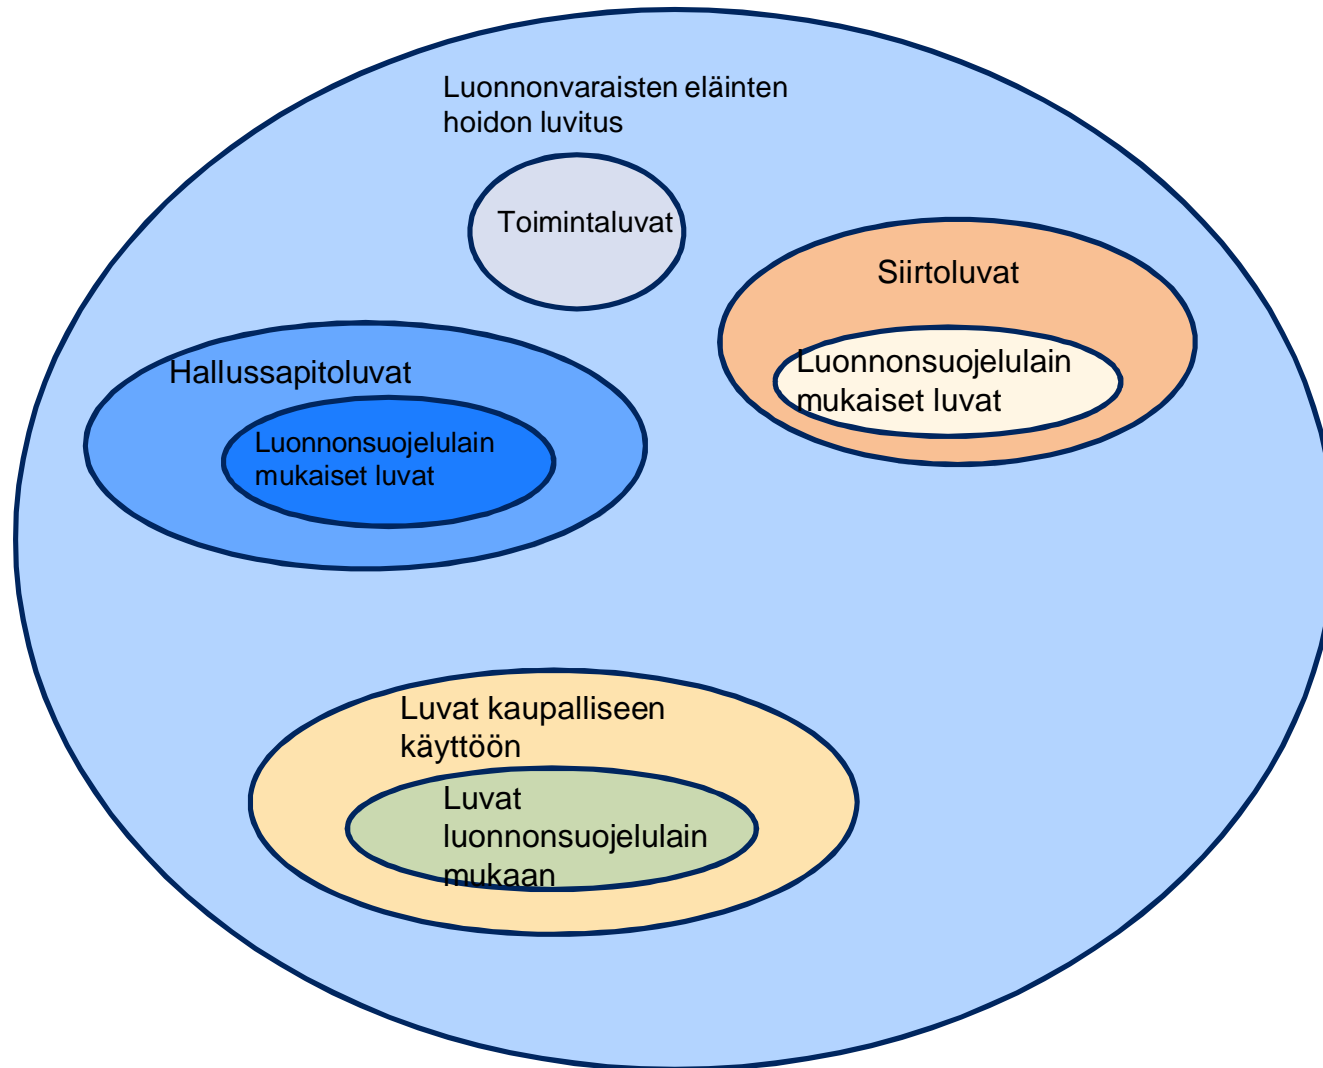 Luonnonvaraisten eläinten
hoidon luvitus
Toimintaluvat
Siirtoluvat
Luonnonsuojelulain
mukaiset luvat
Hallussapitoluvat
Luonnonsuojelulain
mukaiset luvat
Luvat kaupalliseen
käyttöön
Luvat
luonnonsuojelulain
mukaan